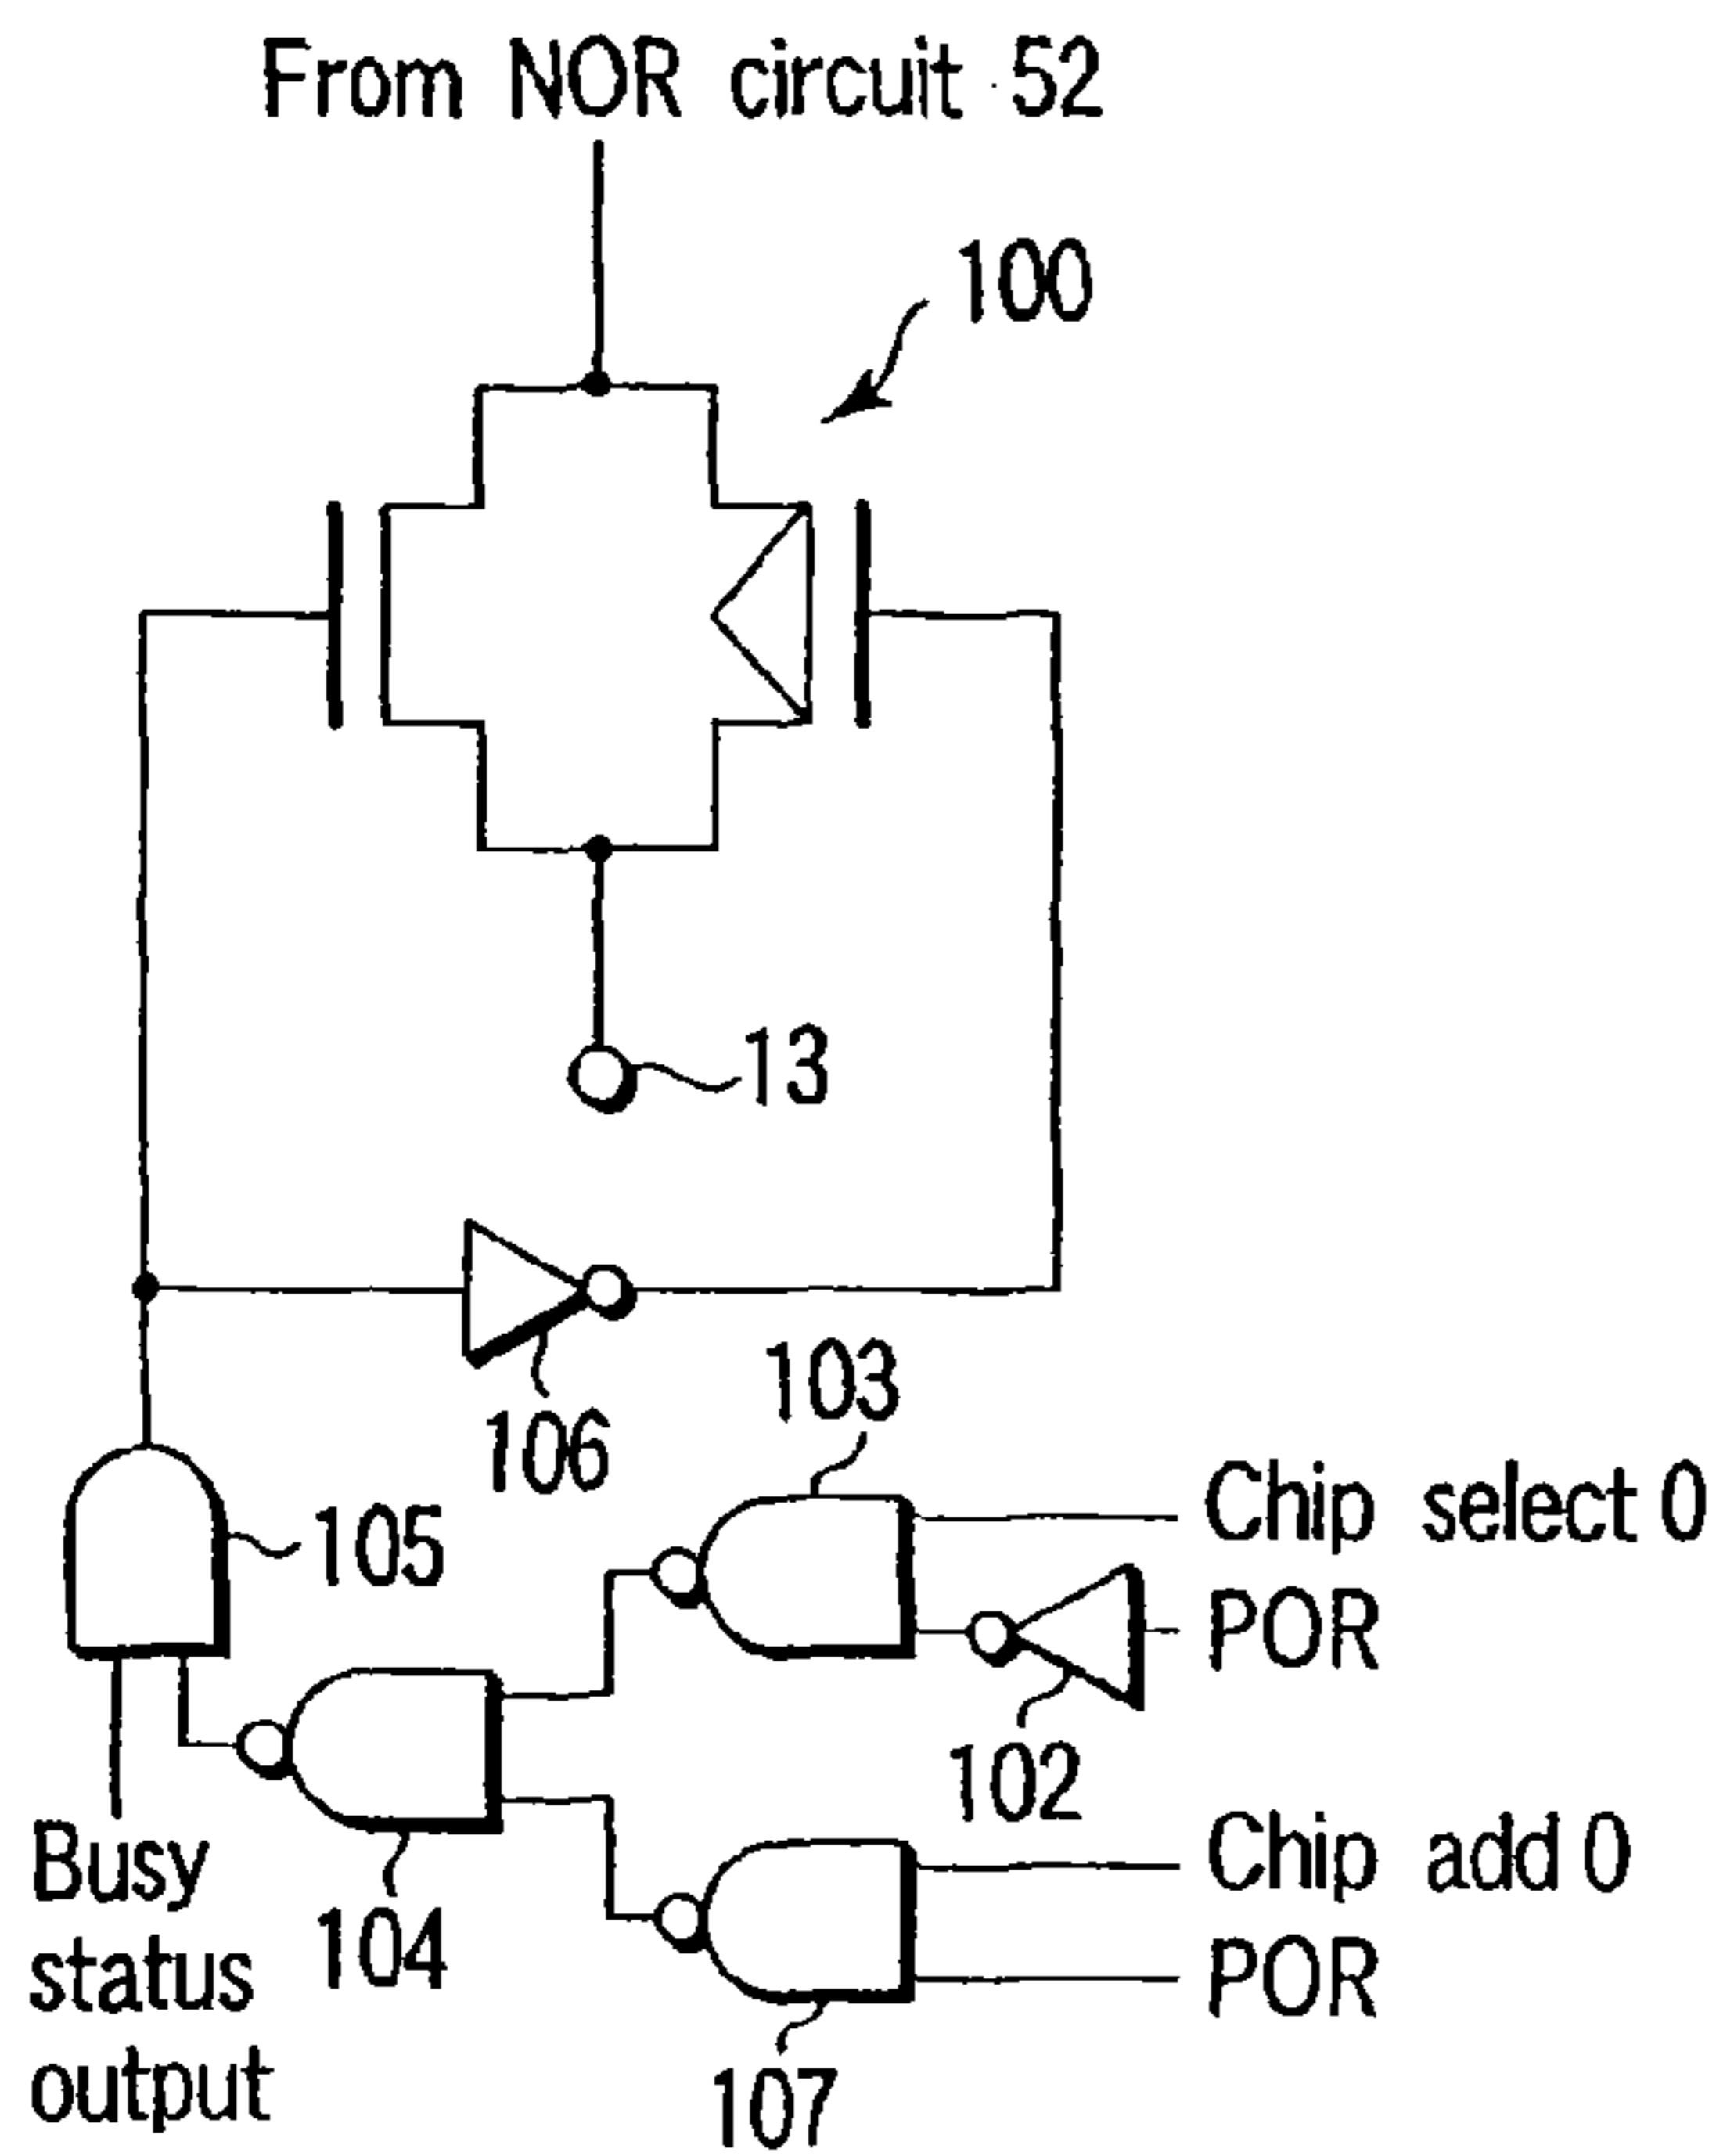 From NOR circuit 52
100
13
106
103
105
Chip select 0
POR
102
104
Chip add 0
POR
107
Busy
status
output